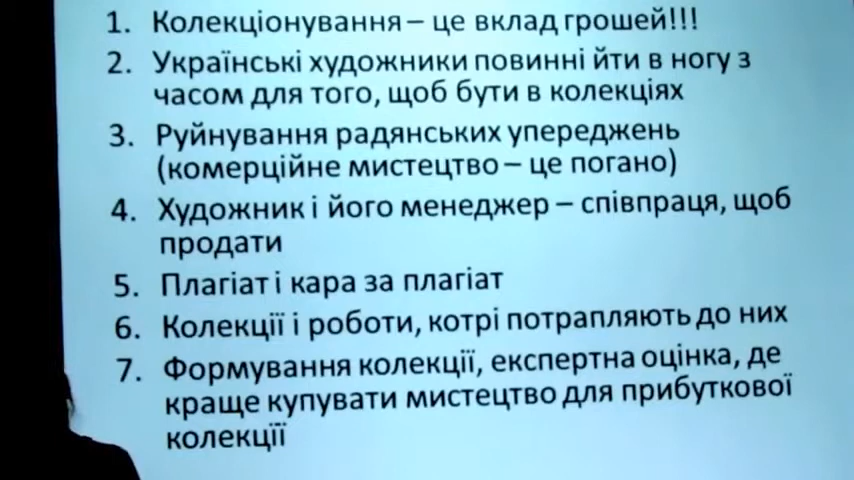 1. Колекціонування – це вклад грошей!!!
2. Українські художники повинні йти в ногу з
часом для того, щоб бути в колекціях
3. Руйнування радянських упереджень
(комерційне мистецтво – це погано)
4. Художник і його менеджер – співпраця, щоб
продати
5. Плагіат і кара за плагіат
6. Колекції і роботи, котрі потрапляють до них
7. Формування колекції, експертна оцінка, де
краще купувати мистецтво для прибуткової
колекції